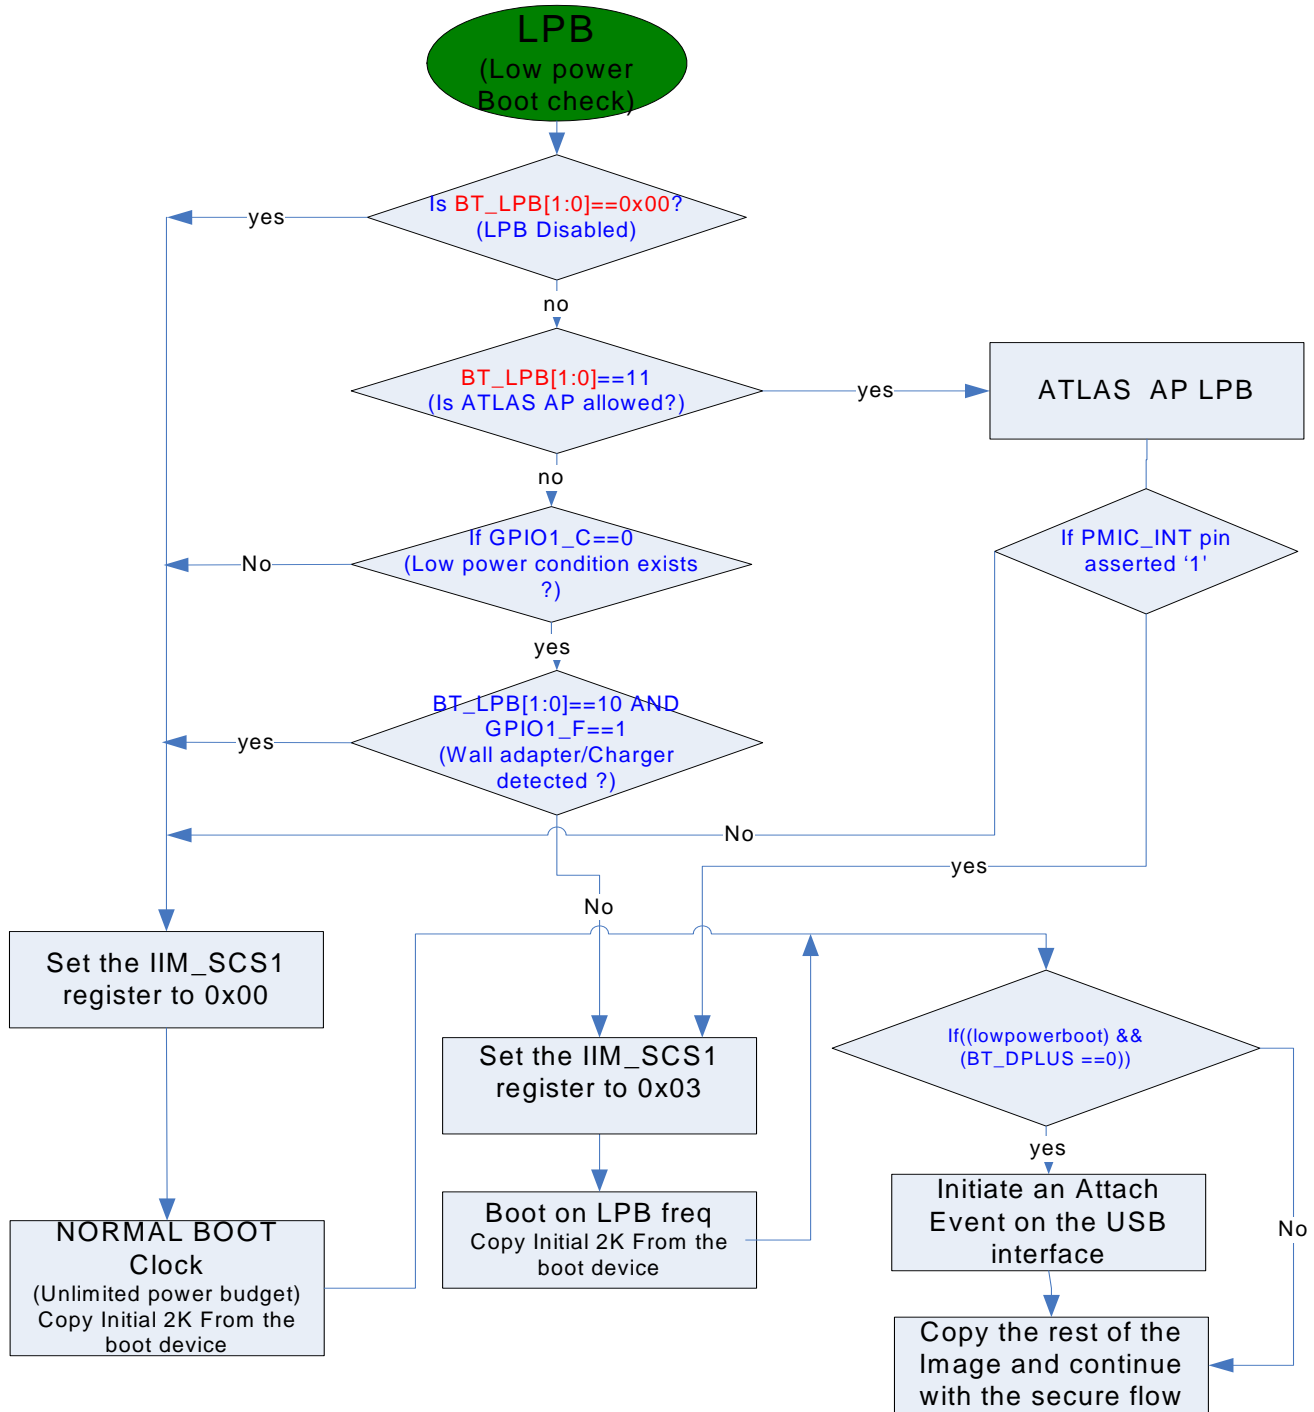 LPB
(Low power
Boot check)
Is BT_LPB[1:0]==0x00?
(LPB Disabled)
yes
no
BT_LPB[1:0]==11
(Is ATLAS AP allowed?)
yes
ATLAS AP LPB
no
If GPIO1_C==0
(Low power condition exists
?)
No
If PMIC_INT pin
asserted ‘1’
yes
BT_LPB[1:0]==10 AND
GPIO1_F==1
(Wall adapter/Charger
detected ?)
yes
No
yes
No
Set the IIM_SCS1
register to 0x00
Set the IIM_SCS1
register to 0x03
If((lowpowerboot) &&
(BT_DPLUS ==0))
yes
No
NORMAL BOOT
Clock
(Unlimited power budget)
Copy Initial 2K From the
boot device
Boot on LPB freq
Copy Initial 2K From the
boot device
Initiate an Attach
Event on the USB
interface
Copy the rest of the
Image and continue
with the secure flow